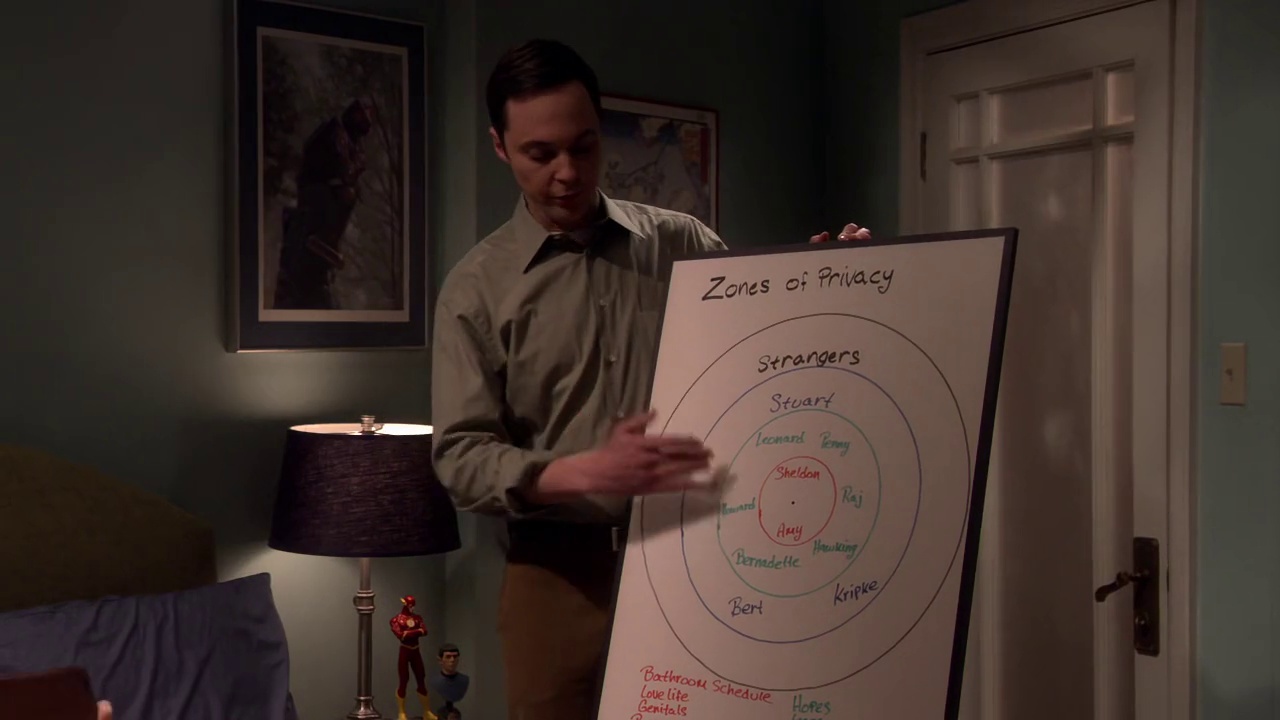 Zones of Privacy
Strangers
Stuart
Leonard Penny
Sheldon
Howard
Raj
Amy
Hawking
Bernadette
Bert
Kripke
Bathroom Schedule
Love life
Genitals
Hopes